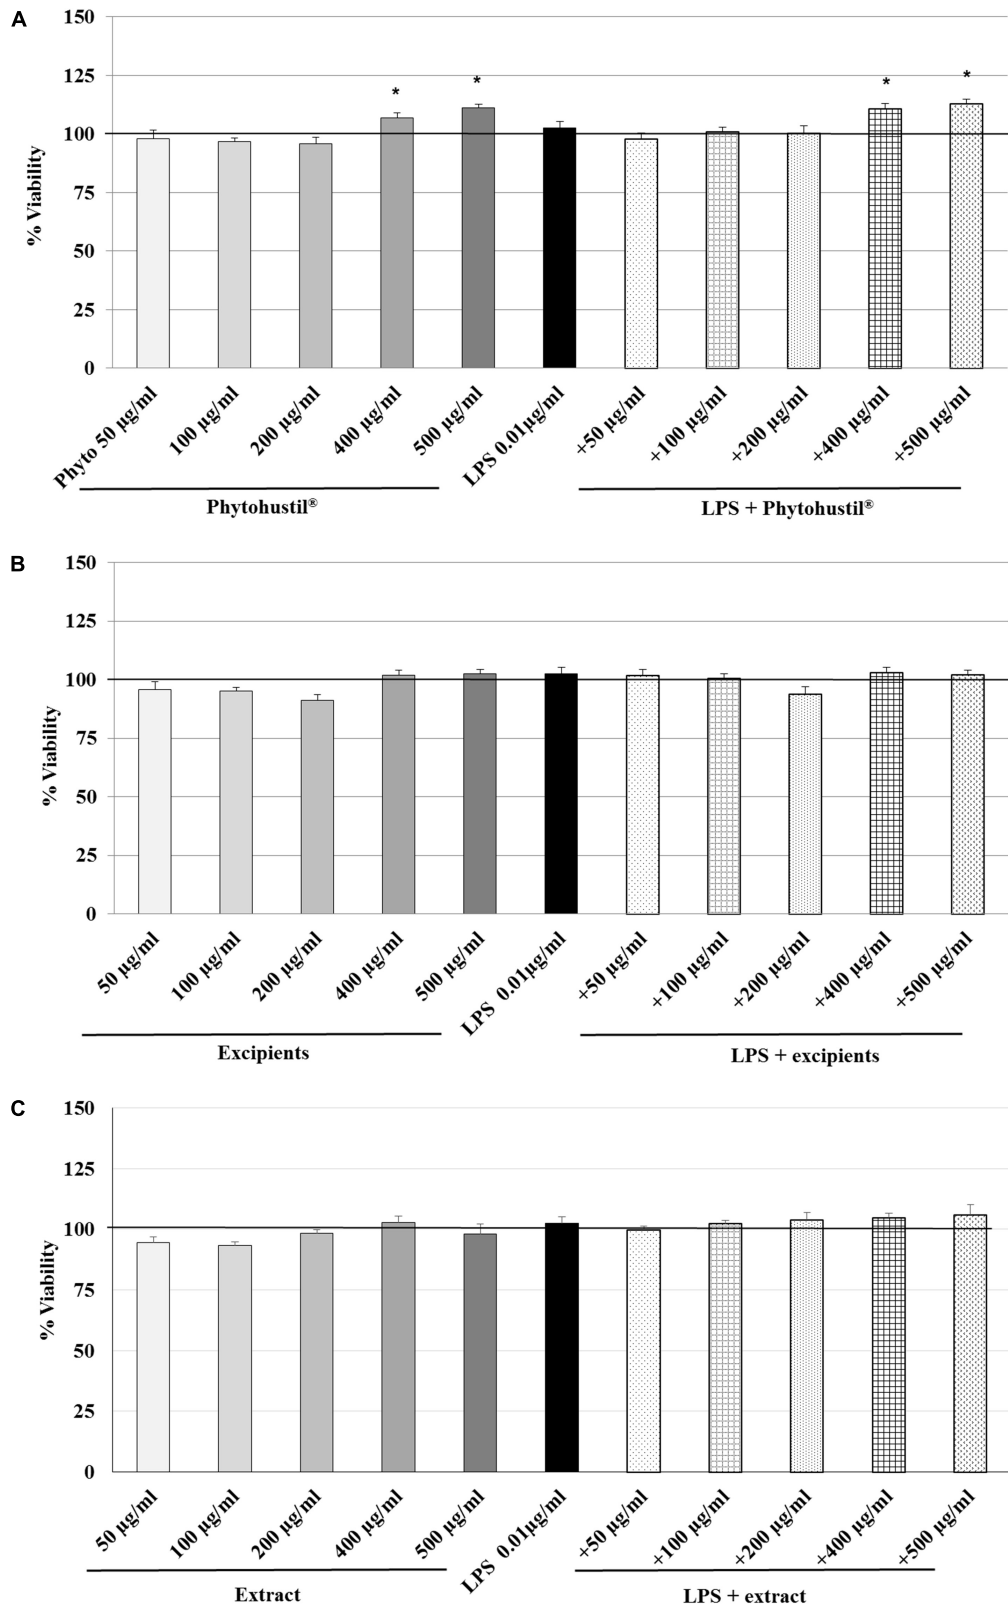 A
150
125
100
75
50
25
0
% Viability
*
*
*
*
Phyto 50 µg/ml
100 µg/ml
200 µg/ml
400 µg/ml
500 µg/ml
LPS 0.01µg/ml
+50 µg/ml
+100 µg/ml
+200 µg/ml
+400 µg/ml
+500 µg/ml
Phytohustil®
LPS + Phytohustil®
B
150
125
100
75
50
25
0
% Viability
50 µg/ml
100 µg/ml
200 µg/ml
400 µg/ml
500 µg/ml
LPS 0.01µg/ml
+50 µg/ml
+100 µg/ml
+200 µg/ml
+400 µg/ml
+500 µg/ml
Excipients
LPS + excipients
C
150
125
100
75
50
25
0
% Viability
50 µg/ml
100 µg/ml
200 µg/ml
400 µg/ml
500 µg/ml
LPS 0.01µg/ml
+50 µg/ml
+100 µg/ml
+200 µg/ml
+400 µg/ml
+500 µg/ml
Extract
LPS + extract